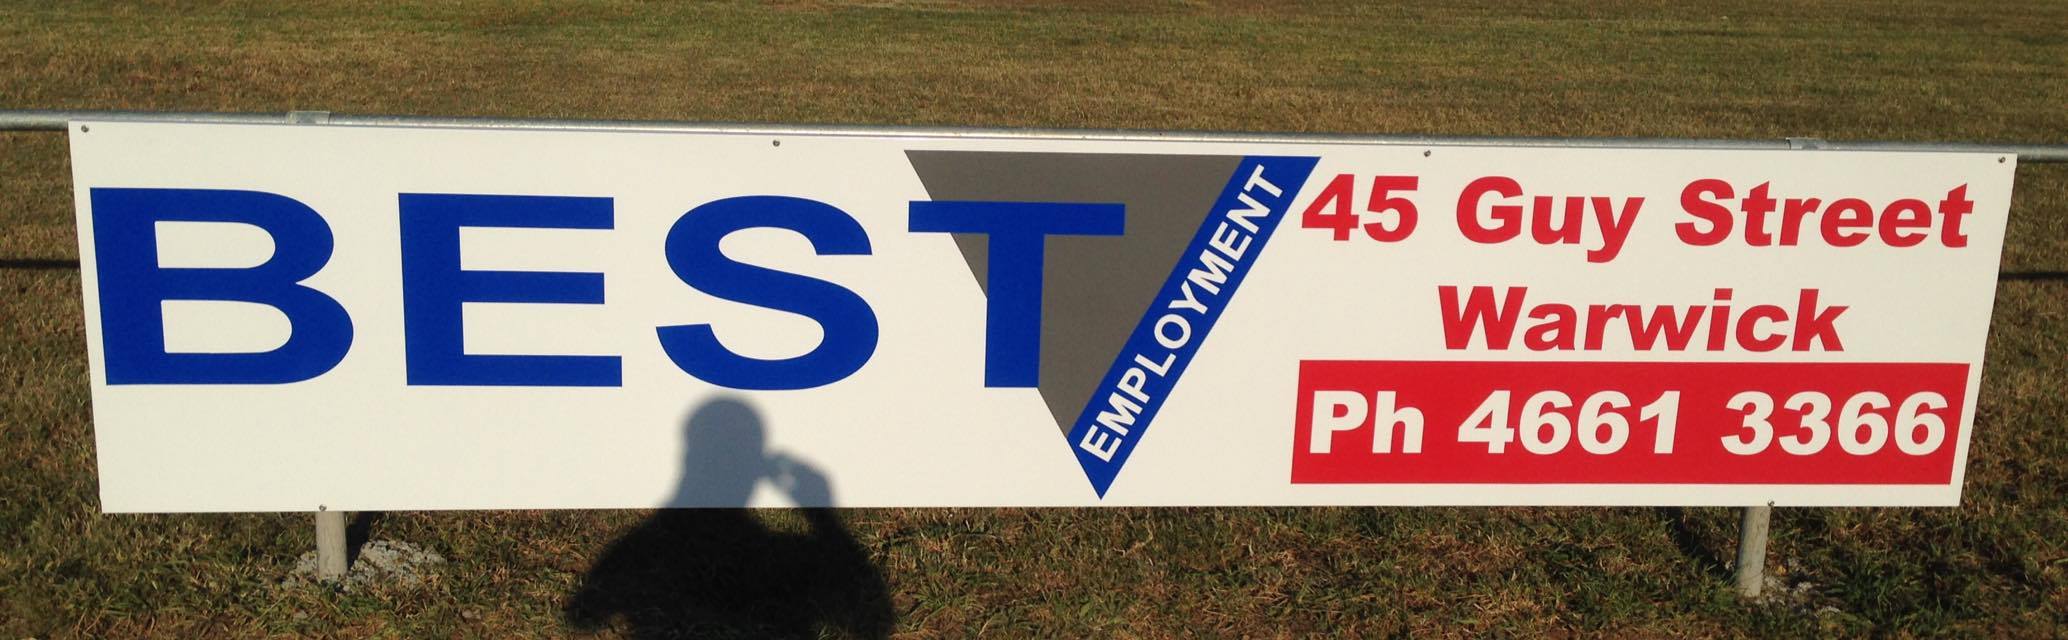 BEST
EMPLOYMENT
45 Guy Street
Warwick
Ph 4661 3366